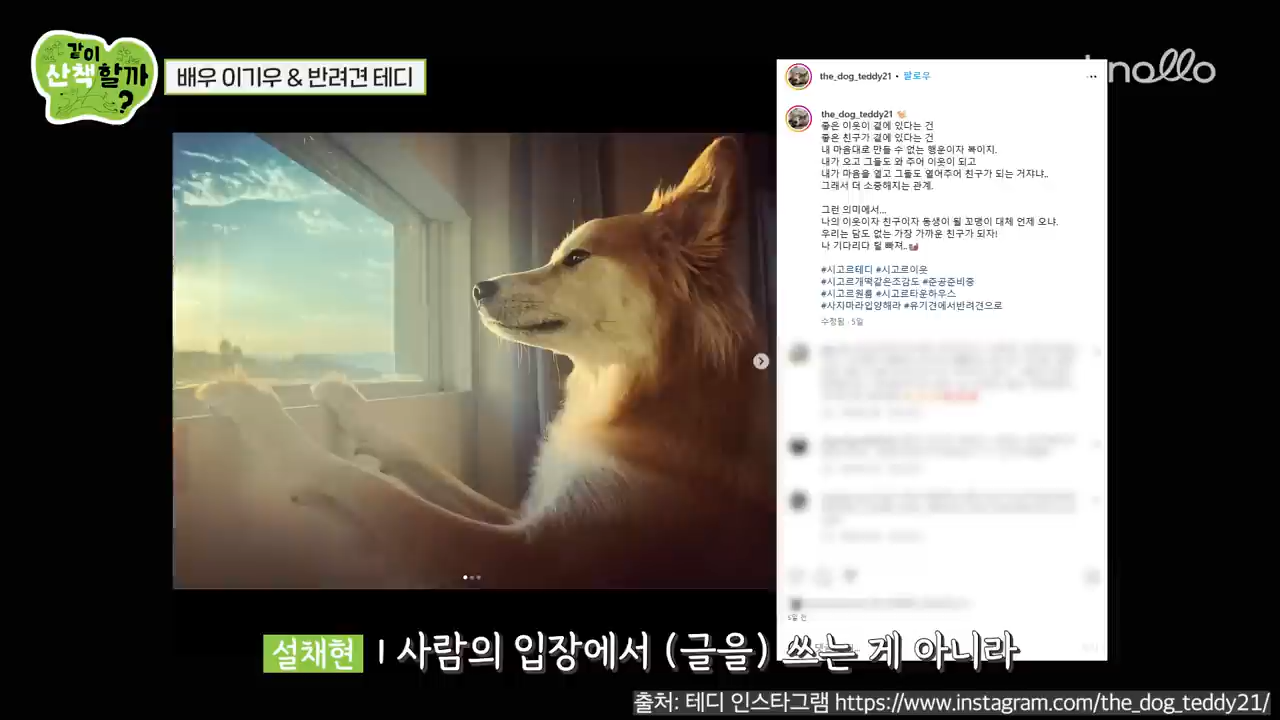 같이
산책할까
?
배우 이기우 & 반려견 테디
nollo
the_dog_teddy21 • 팔로우
the_dog_teddy21
좋은 이웃이 곁에 있다는 건
좋은 친구가 곁에 있다는 건
내 마음대로 만들 수 없는 행운이자 복이지.
내가 오고 그들도 와 주어 이웃이 되고
내가 마음을 열고 그들도 열어주어 친구가 되는 거쟈냐..
그래서 더 소중해지는 관계.
그런 의미에서...
나의 이웃이자 친구이자 동생이 될 꼬맹이 대체 언제 오냐.
우리는 담도 없는 가장 가까운 친구가 되자!
나 기다리다 털 빠져..
#시고르테디 #시고르이웃
#시고르개떡같은조감도 #준공준비중
#시고르원룸 #시고르타운하우스
#사지마라입양해라 #유기견에서반려견으로
수정됨 · 5일
5일 전
설채현 | 사람의 입장에서 (글을) 쓰는 게 아니라
출처: 테디 인스타그램 https://www.instagram.com/the_dog_teddy21/